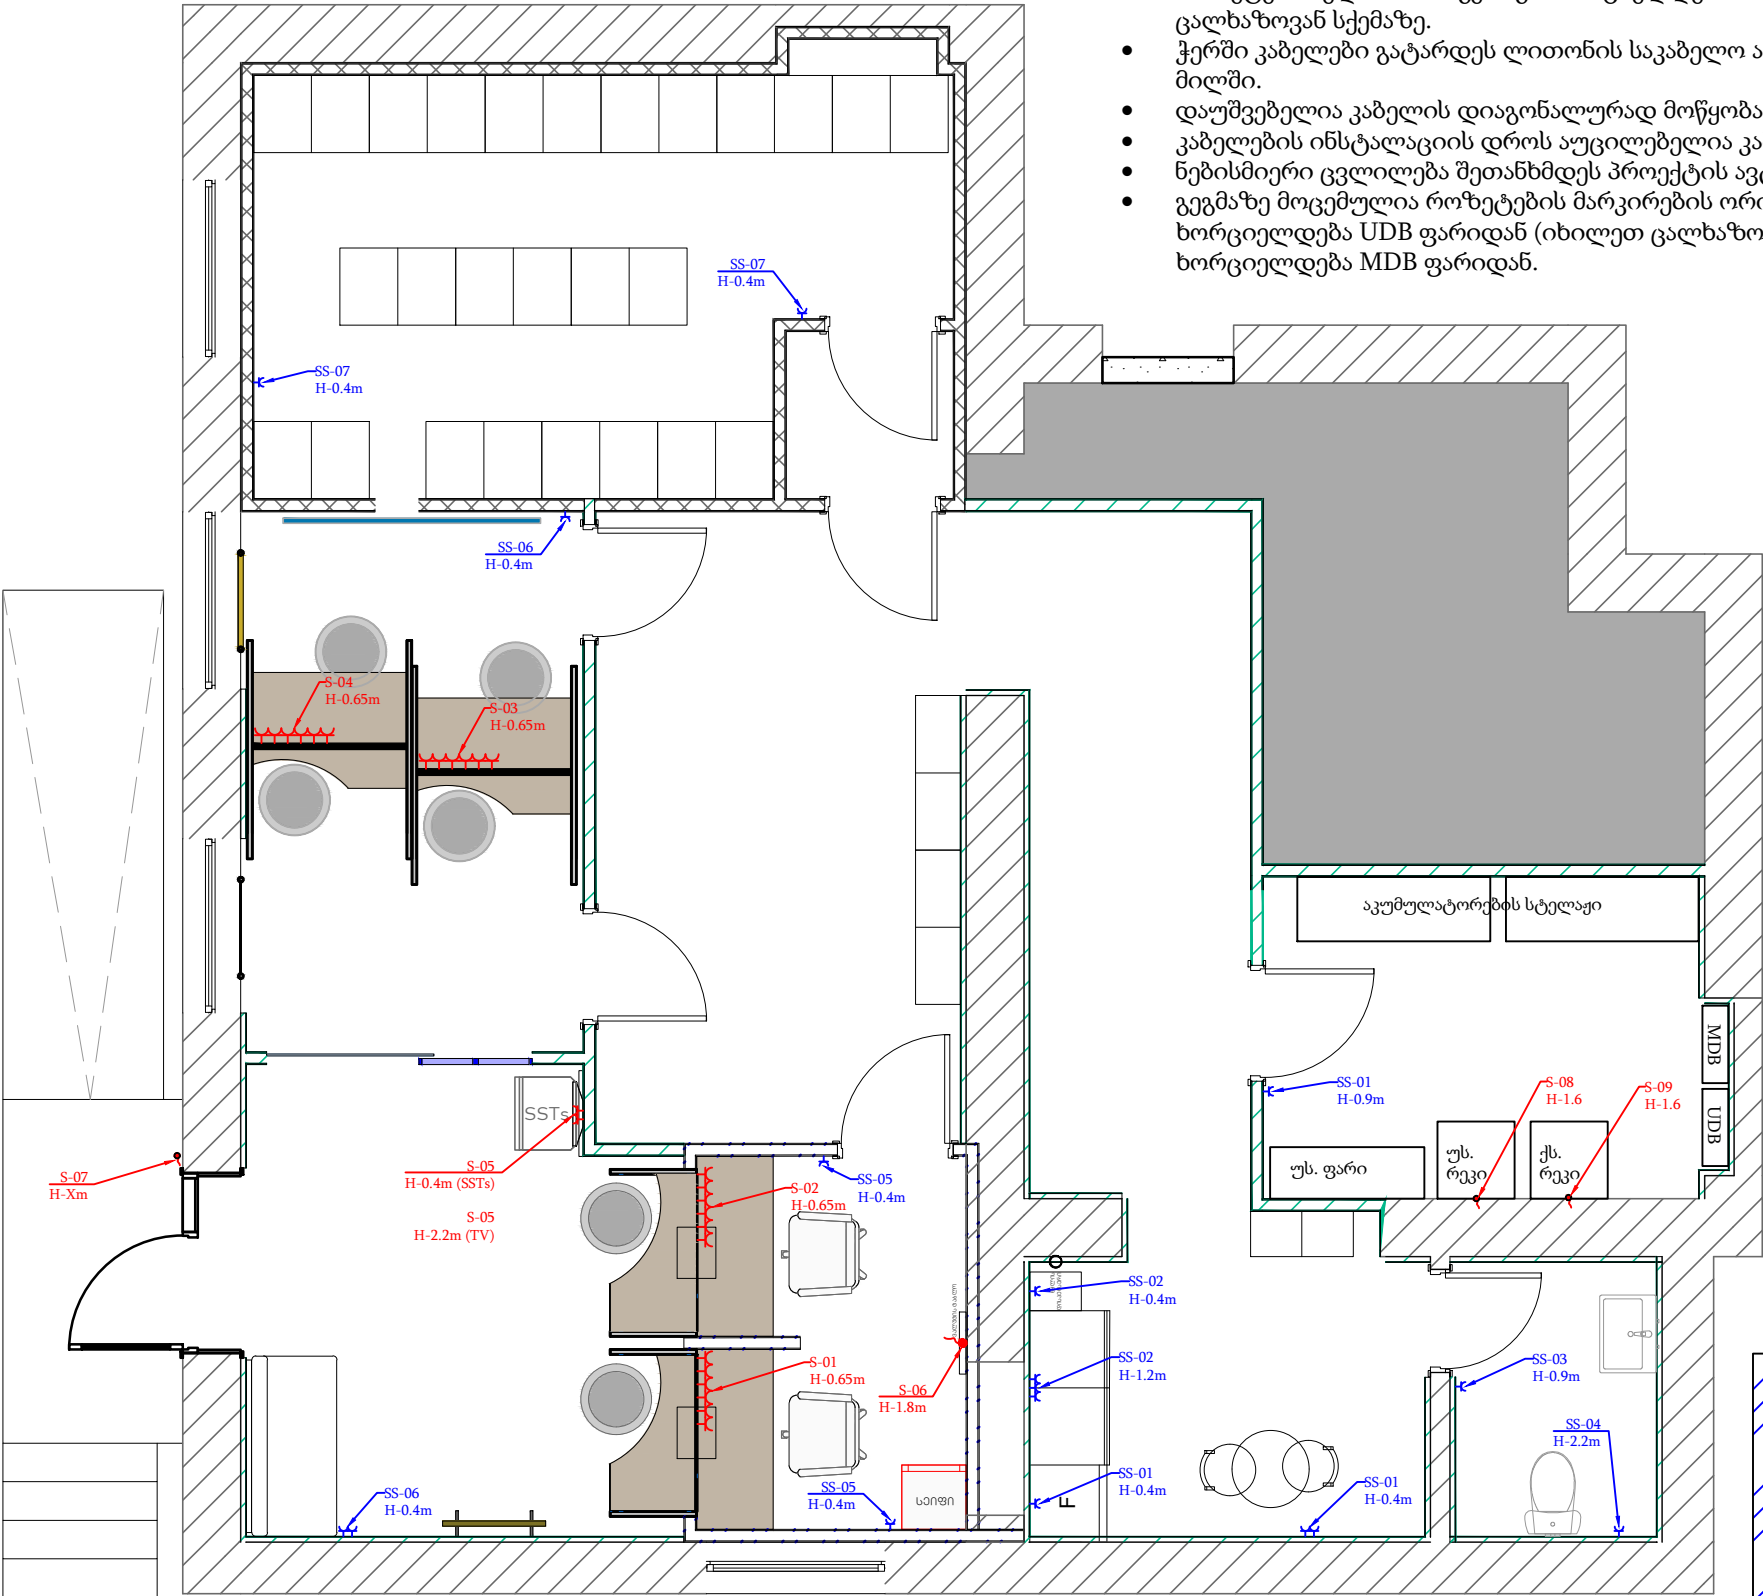 ცალხაზოვან სქემაზე.
• ჭერში კაბელები გატარდეს ლითონის საკაბელო ა
მილში.
• დაუშვებელია კაბელის დიაგონალურად მოწყობა
• კაბელების ინსტალაციის დროს აუცილებელია კა
• ნებისმიერი ცვლილება შეთანხმდეს პროექტის ავ
• გეგმაზე მოცემულია როზეტების მარკირების ორი
ხორციელდება UDB ფარიდან (იხილეთ ცალხაზო
ხორციელდება MDB ფარიდან.
SS-07
H-0.4m
SS-07
H-0.4m
SS-06
H-0.4m
S-04
H-0.65m
S-03
H-0.65m
აკუმულატორების სტელაჟი
MDB
UDB
SS-01
H-0.9m
S-08
H-1.6
S-09
H-1.6
SSTs
უს. ფარი
უს.
რეკი
ქს.
რეკი
S-07
H-Xm
S-05
H-0.4m (SSTs)
S-05
H-2.2m (TV)
SS-05
H-0.4m
S-02
H-0.65m
SS-02
H-0.4m
SS-02
H-1.2m
S-01
H-0.65m
S-06
H-1.8m
SS-03
H-0.9m
SS-04
H-2.2m
SS-06
H-0.4m
SS-05
H-0.4m
სეიფი
SS-01
H-0.4m
F
SS-01
H-0.4m